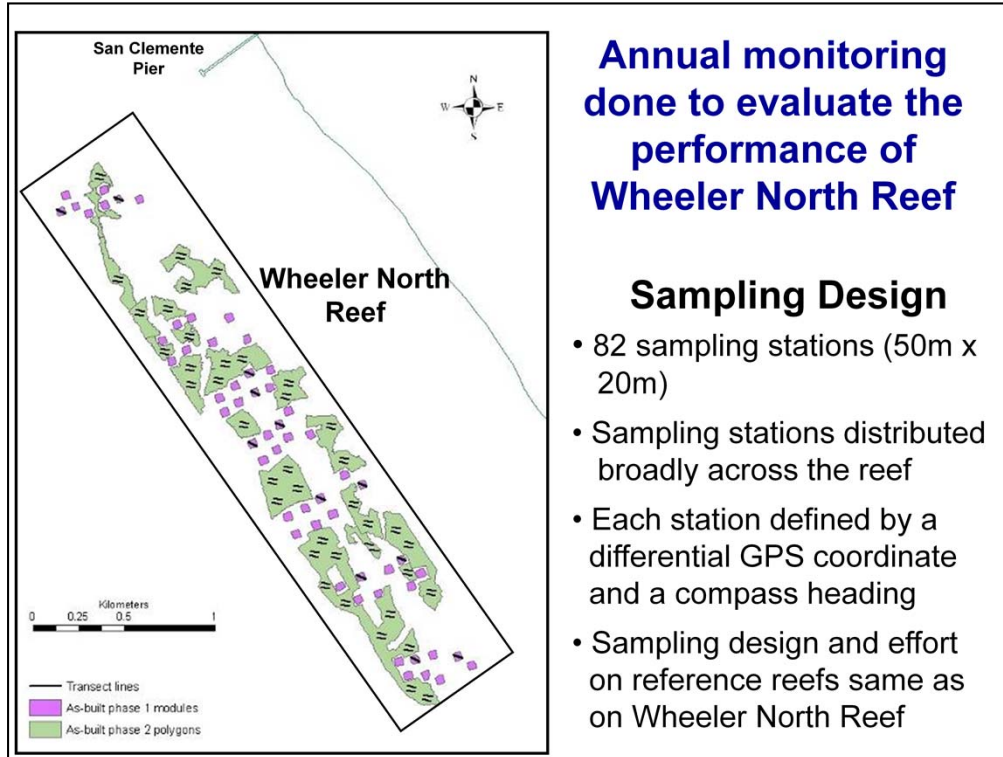 San Clemente
Pier
N
W E
S
Wheeler North
Reef
Kilometers
0 0.25 0.5 1
Transect lines
As-built phase 1 modules
As-built phase 2 polygons
Annual monitoring
done to evaluate the
performance of
Wheeler North Reef
Sampling Design
• 82 sampling stations (50m x
20m)
• Sampling stations distributed
broadly across the reef
• Each station defined by a
differential GPS coordinate
and a compass heading
• Sampling design and effort
on reference reefs same as
on Wheeler North Reef